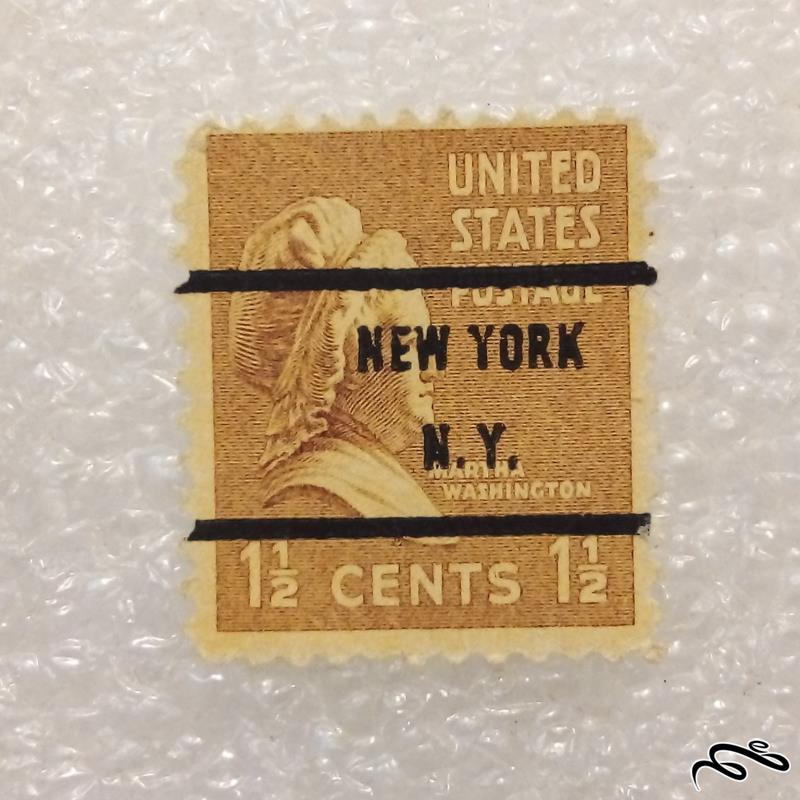 UNITED
STATES
POSTAGE
NEW YORK
N.Y.
MARTHA
WASHINGTON
1½ CENTS 1½